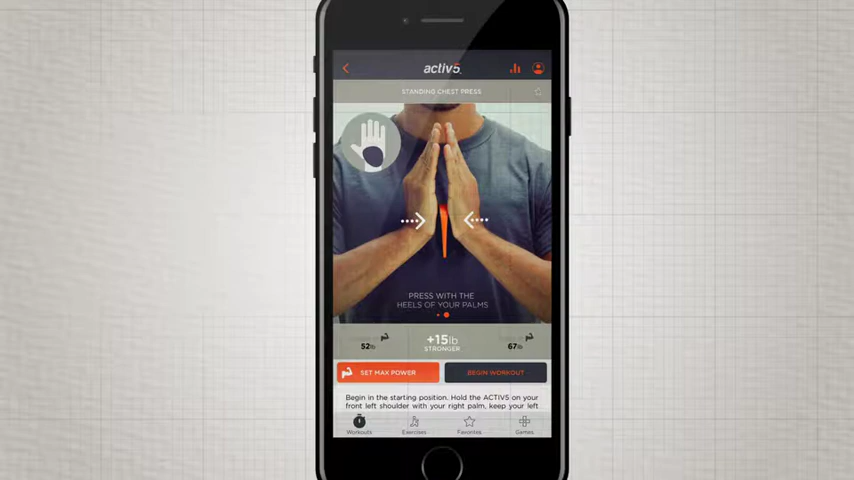 activ5
STANDING CHEST PRESS
PRESS WITH THE
HEELS OF YOUR PALMS
52lb
+15lb
STRONGER
67lb
SET MAX POWER
BEGIN WORKOUT
Begin in the starting position. Hold the ACTIV5 on your
front left shoulder with your right palm, keep your left
Workouts
Exercises
Favorites
Games